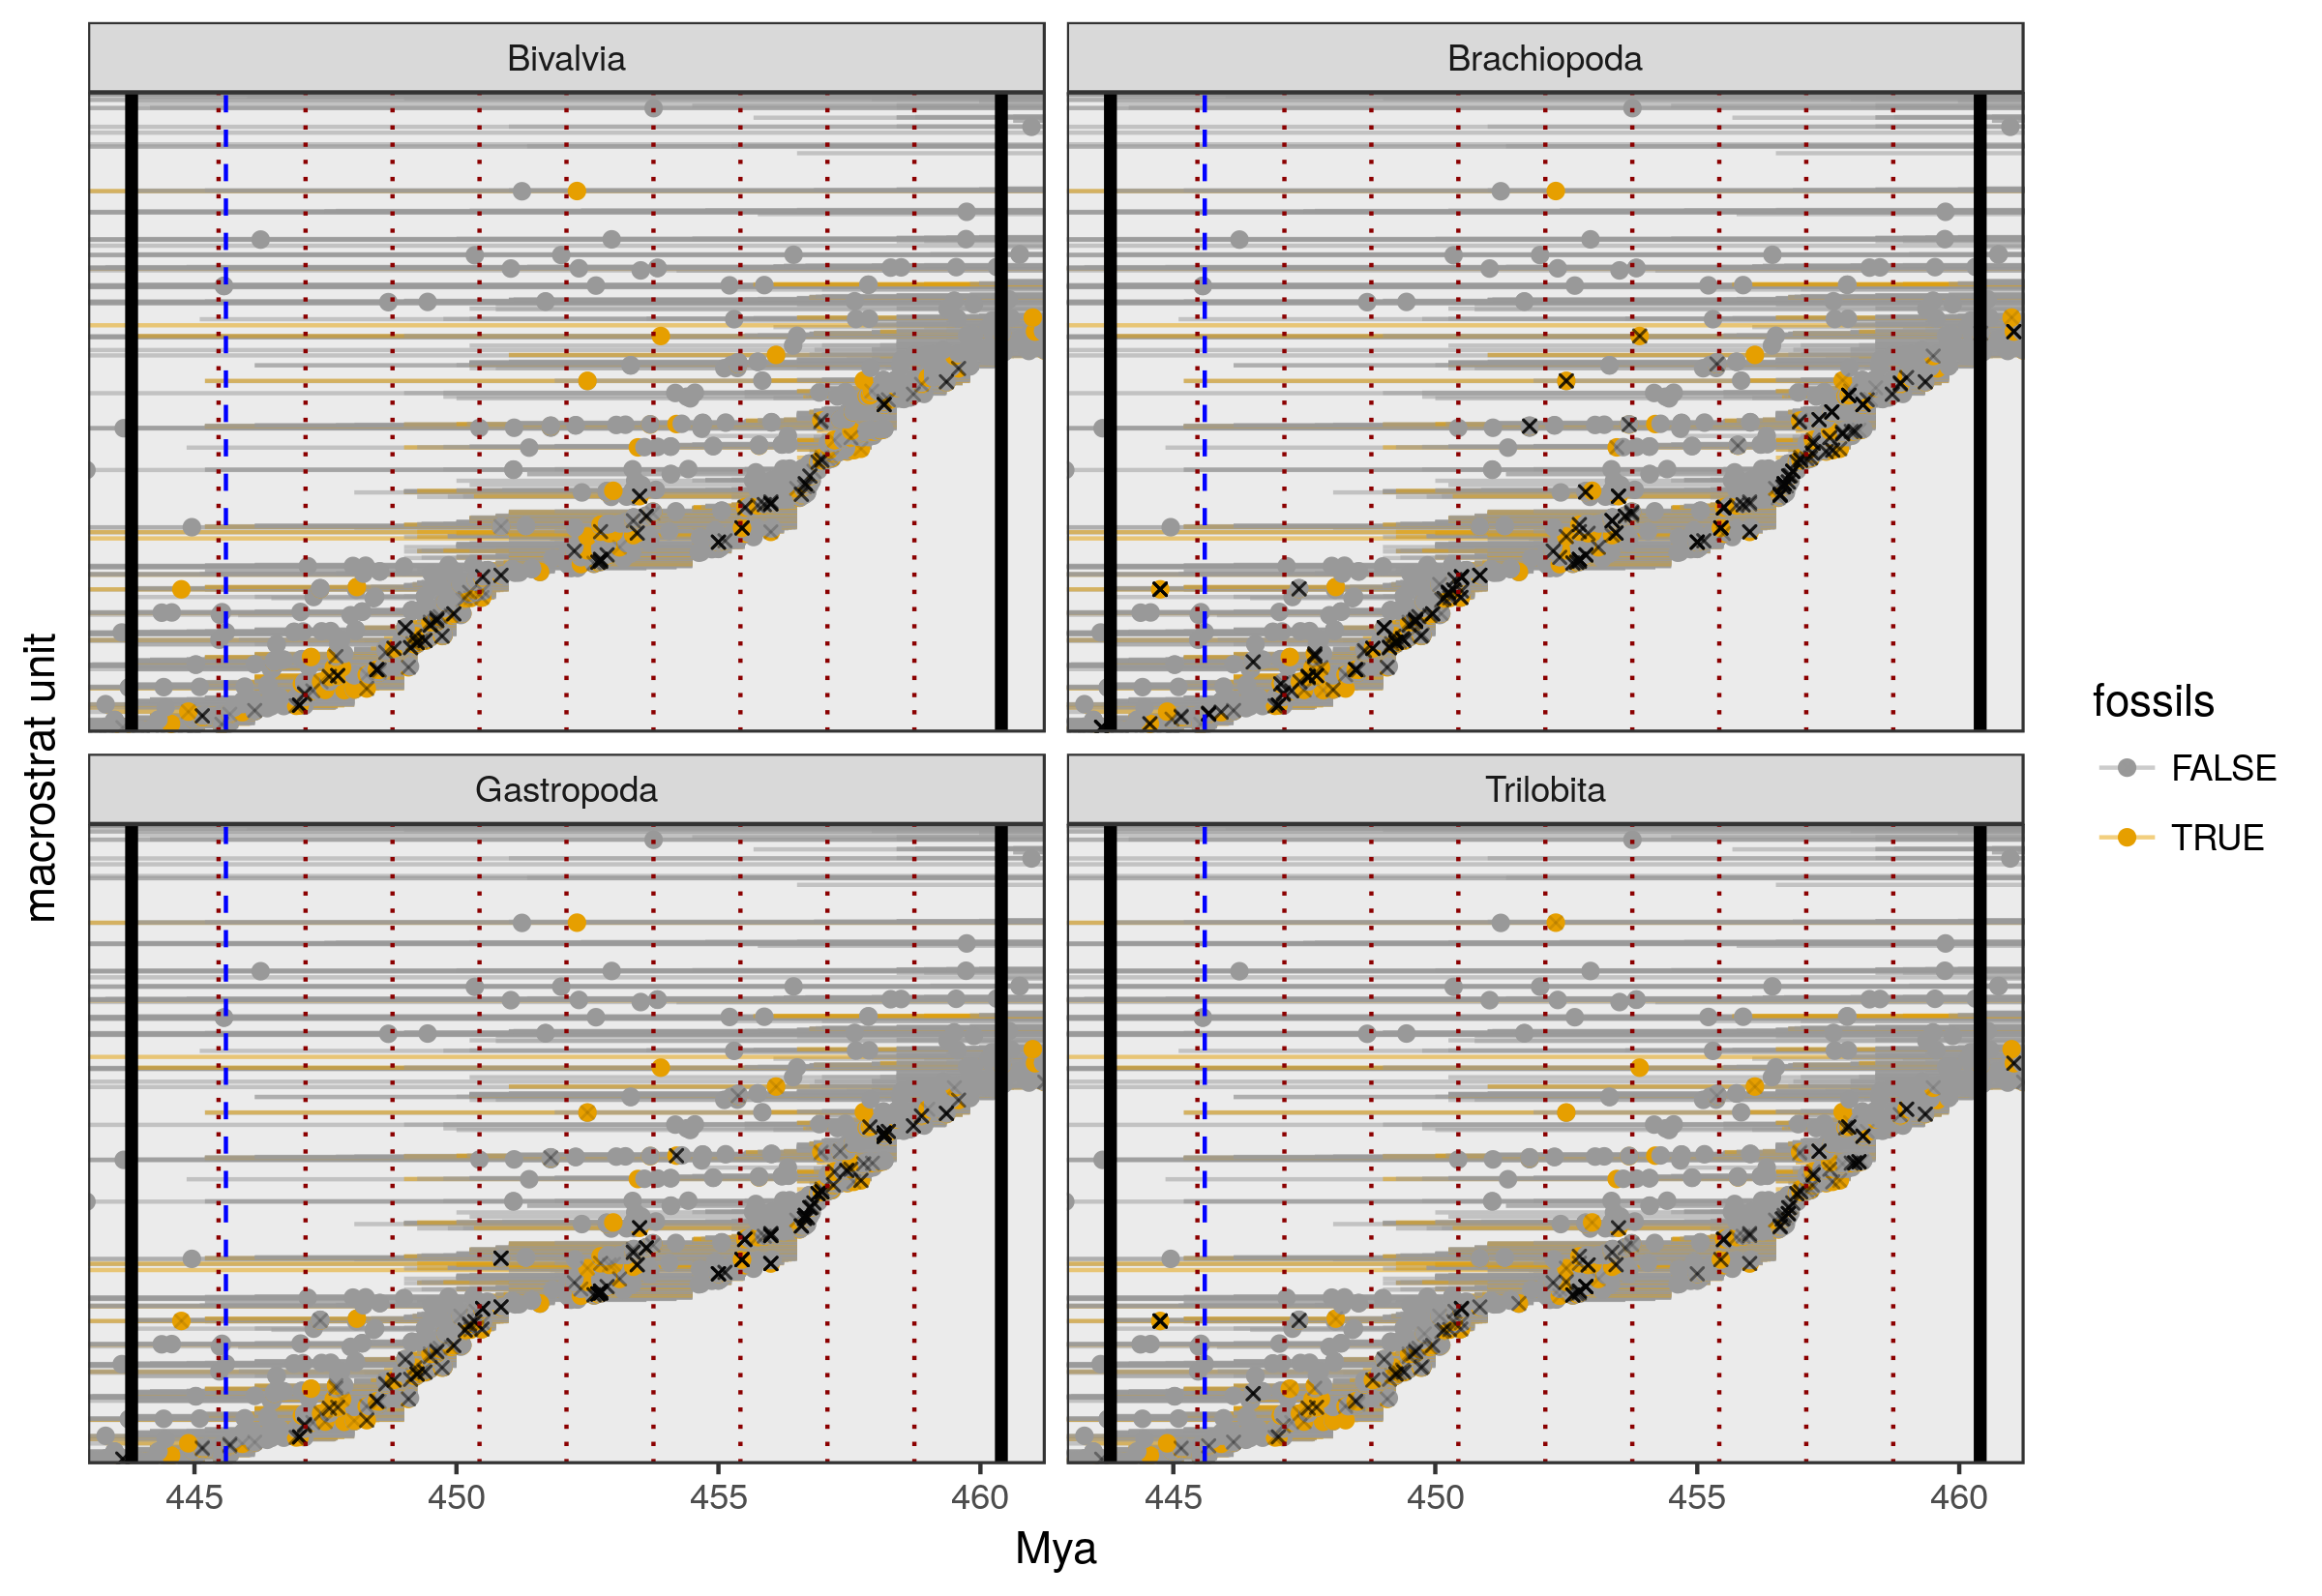 Bivalvia
Brachiopoda
macrostrat unit
Gastropoda
Trilobita
fossils
FALSE
TRUE
445
450
455
460
445
450
455
460
Mya